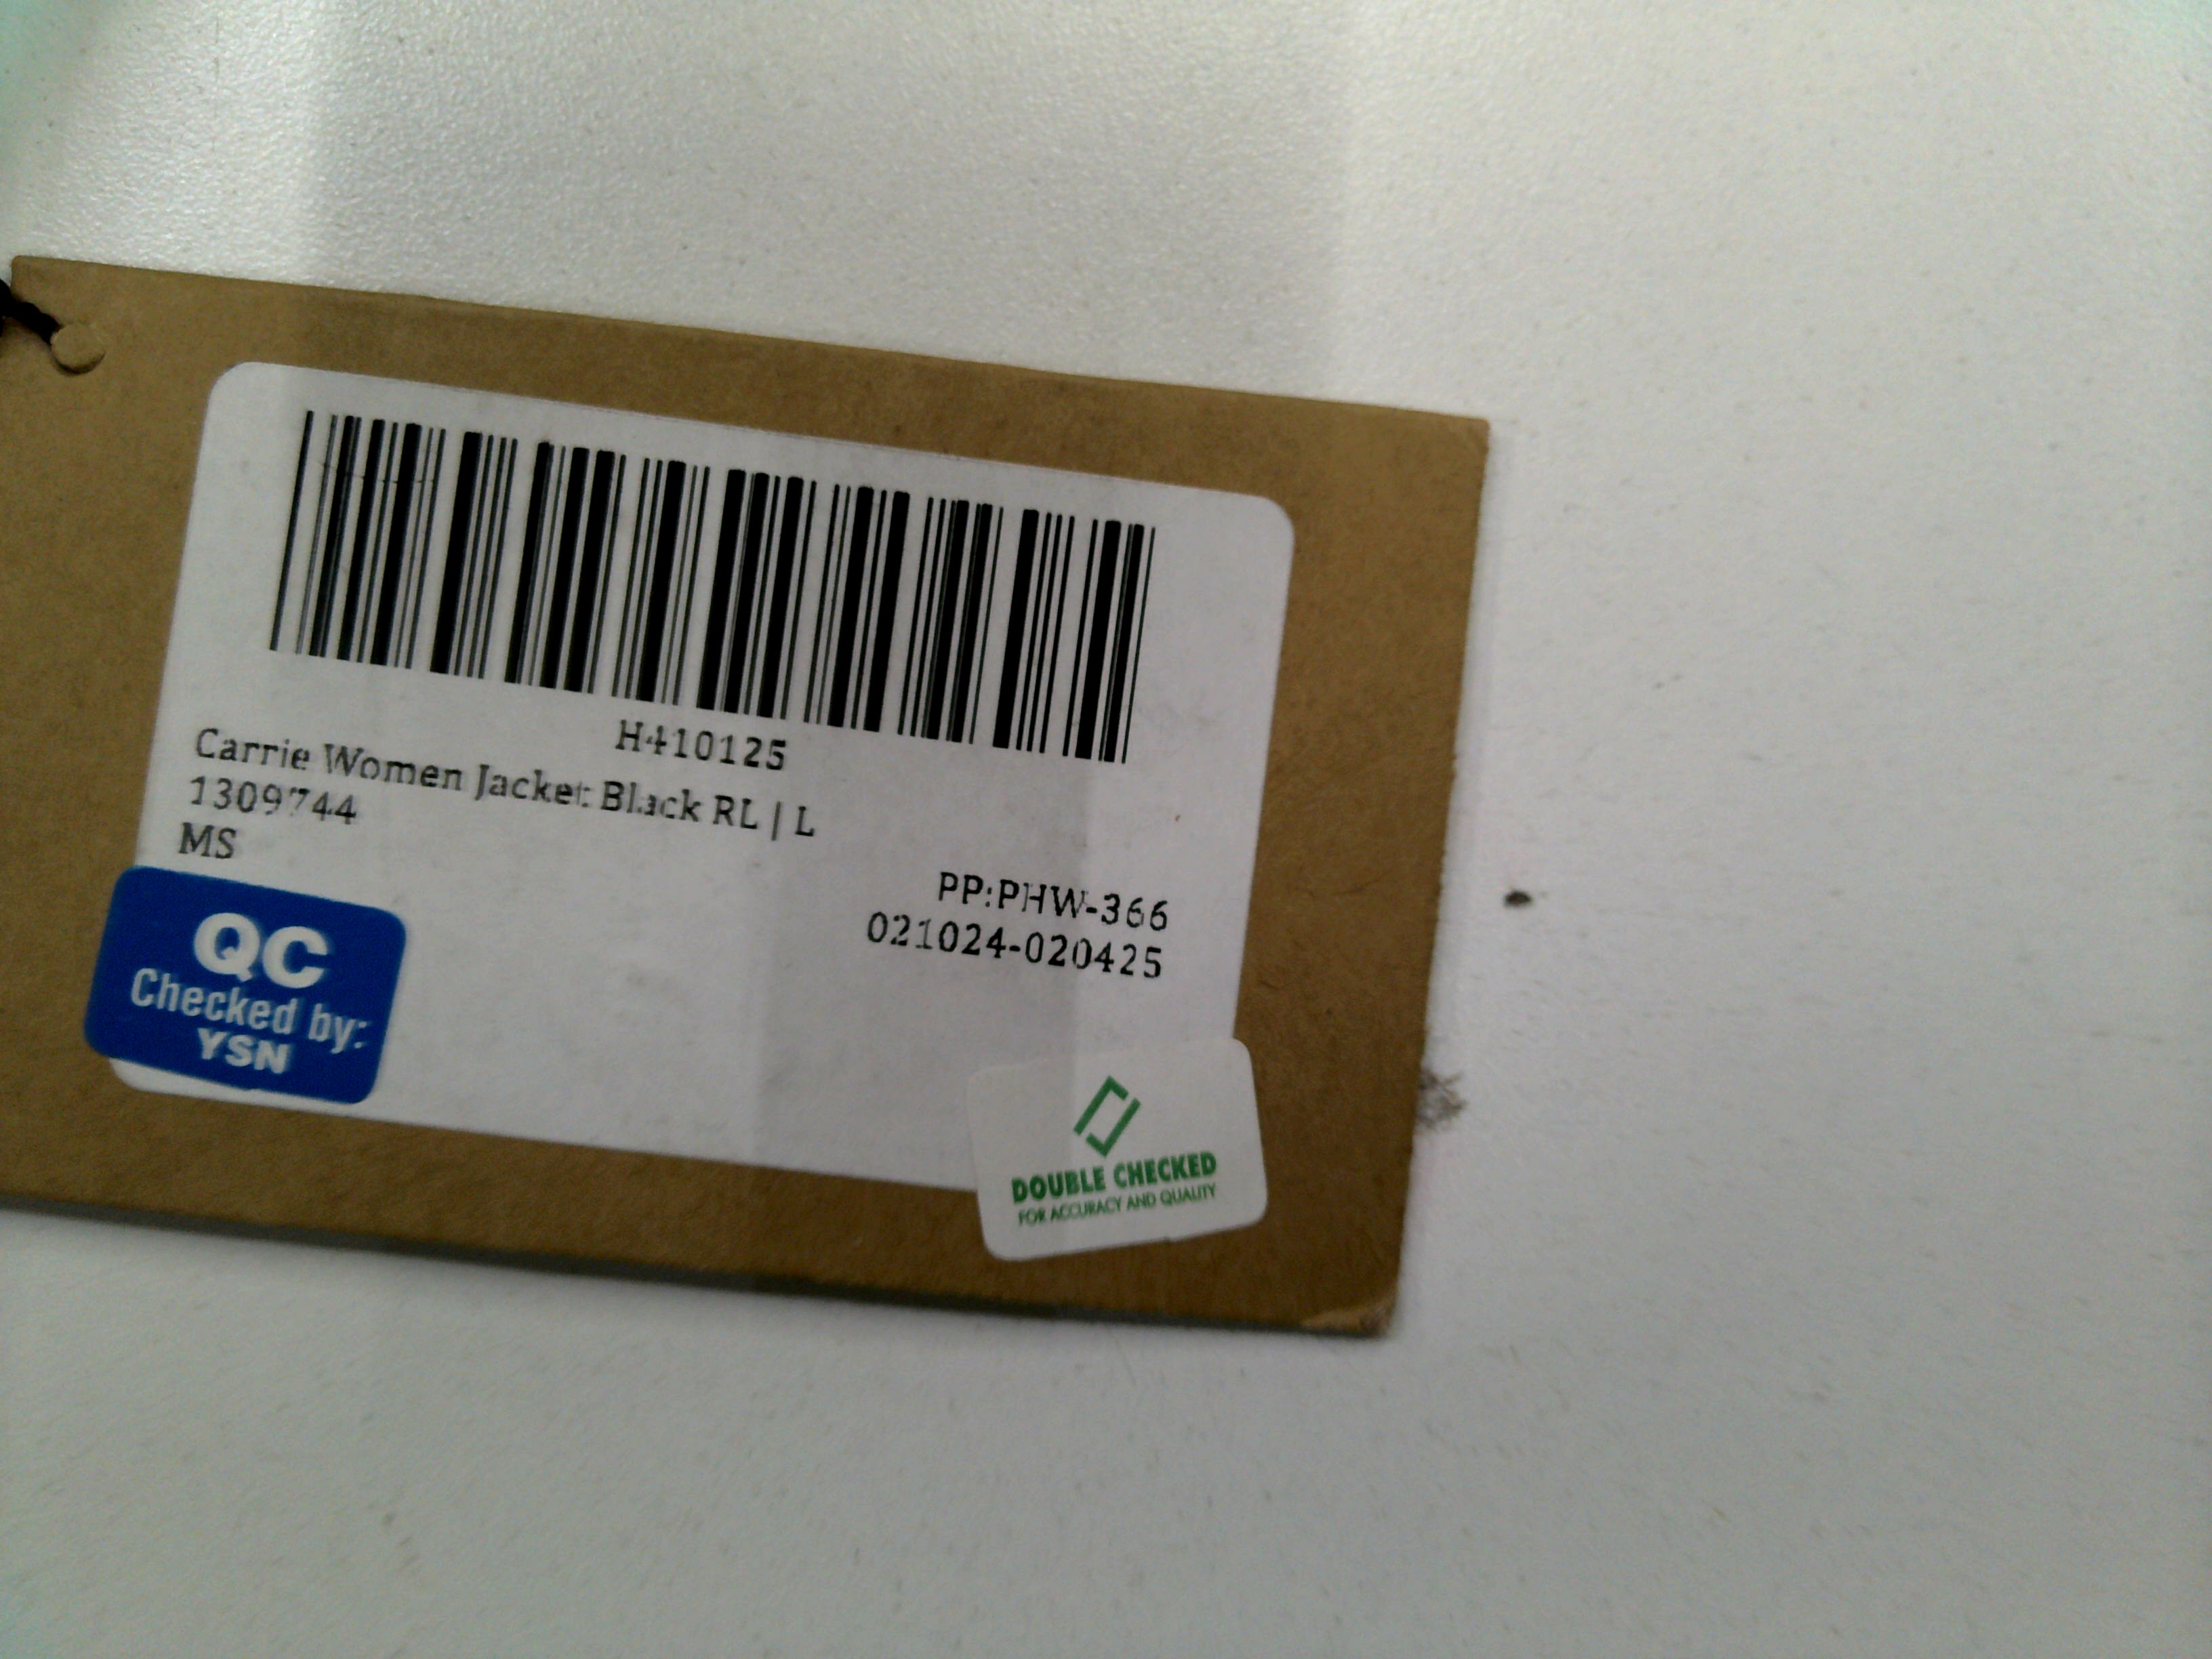 H410125
Carrie Women Jacket Black RL | L
1309744
MS
PP:PHW-366
021024-020425
QC
Checked by:
YSN
DOUBLE CHECKED
FOR ACCURACY AND QUALITY